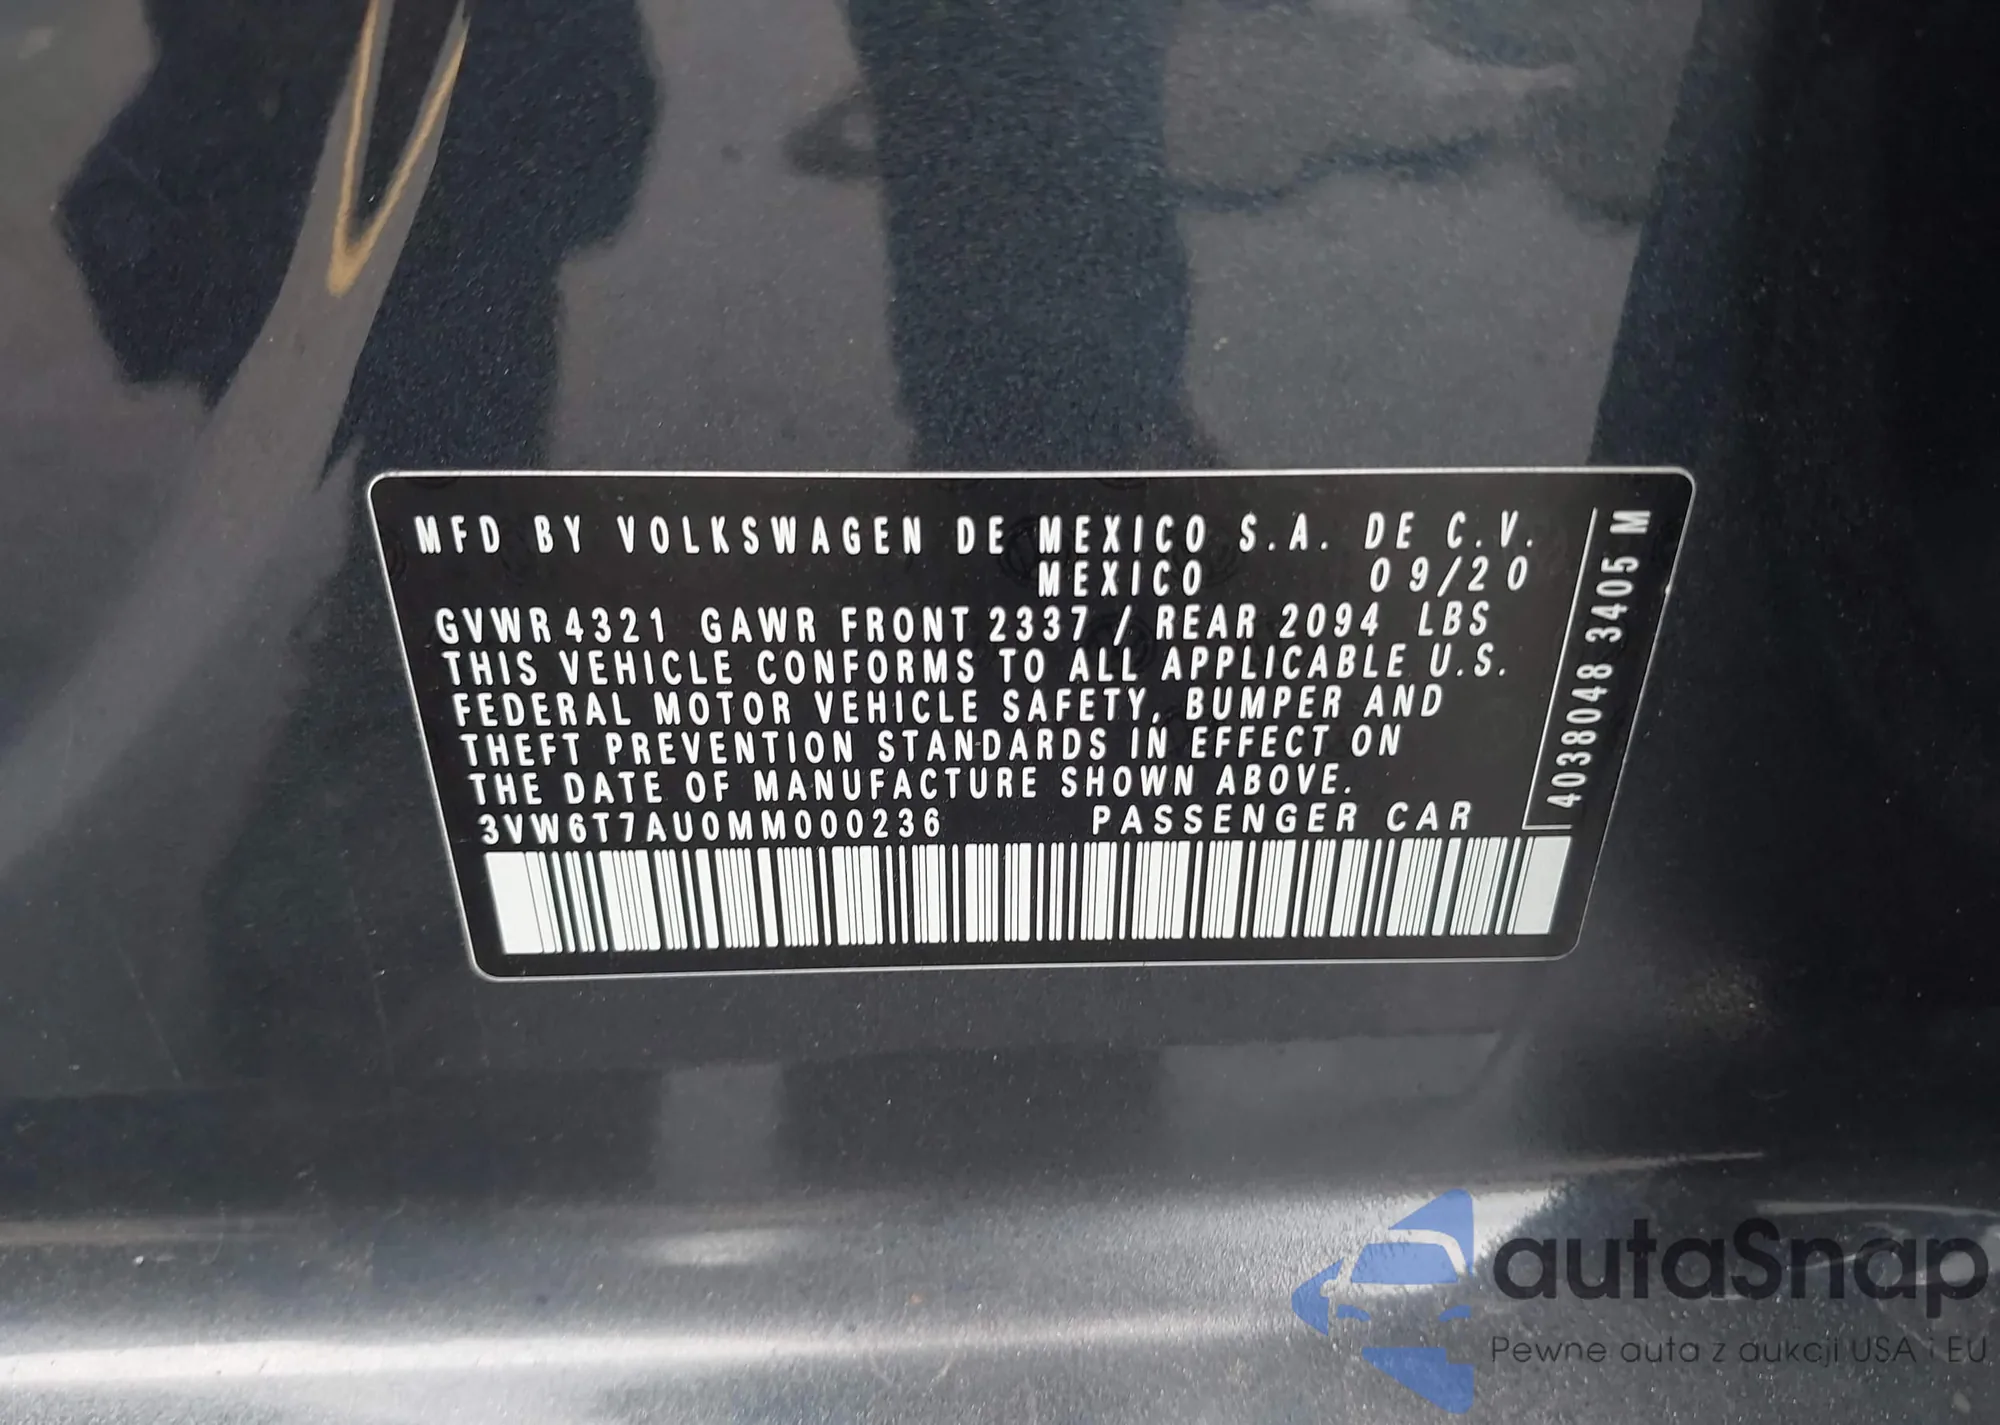 MFD BY VOLKSWAGEN DE MEXICO S.A. DE C.V.
MEXICO 09/20
GVWR 4321 GAWR FRONT 2337 / REAR 2094 LBS
THIS VEHICLE CONFORMS TO ALL APPLICABLE U.S.
FEDERAL MOTOR VEHICLE SAFETY, BUMPER AND
THEFT PREVENTION STANDARDS IN EFFECT ON
THE DATE OF MANUFACTURE SHOWN ABOVE.
3VW6T7AU0MM000236 PASSENGER CAR
4038048 3405 M
autaSnap
Pewne auta z aukcji USA i EU